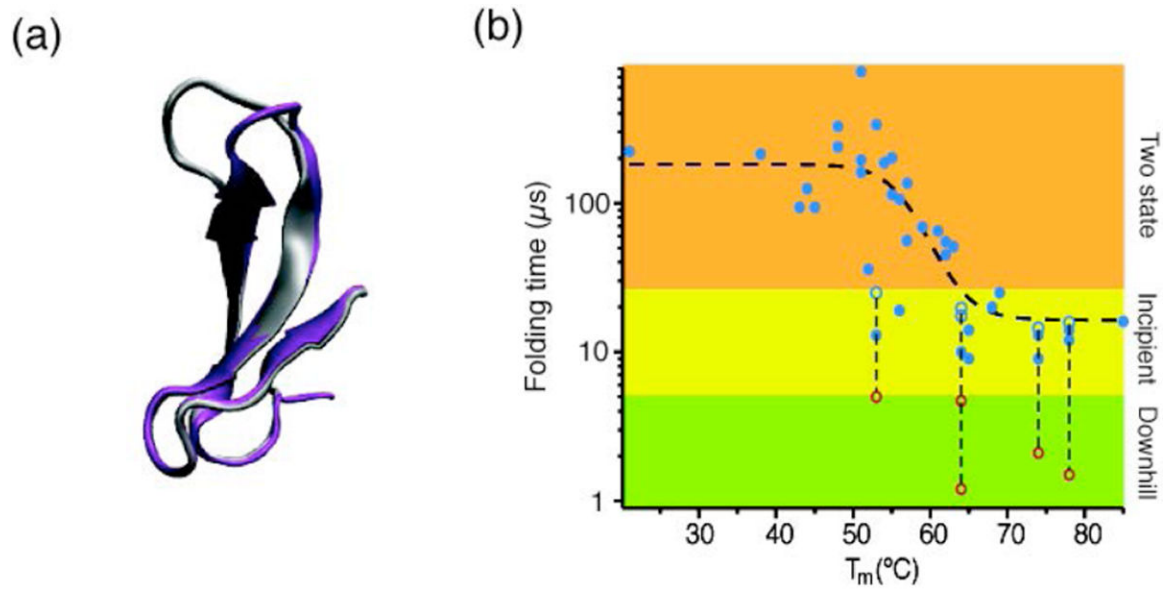 (a)
(b)
Folding time (µs)
100
10
1
30 40 50 60 70 80
Tm(ºC)
Two state
Incipient
Downhill